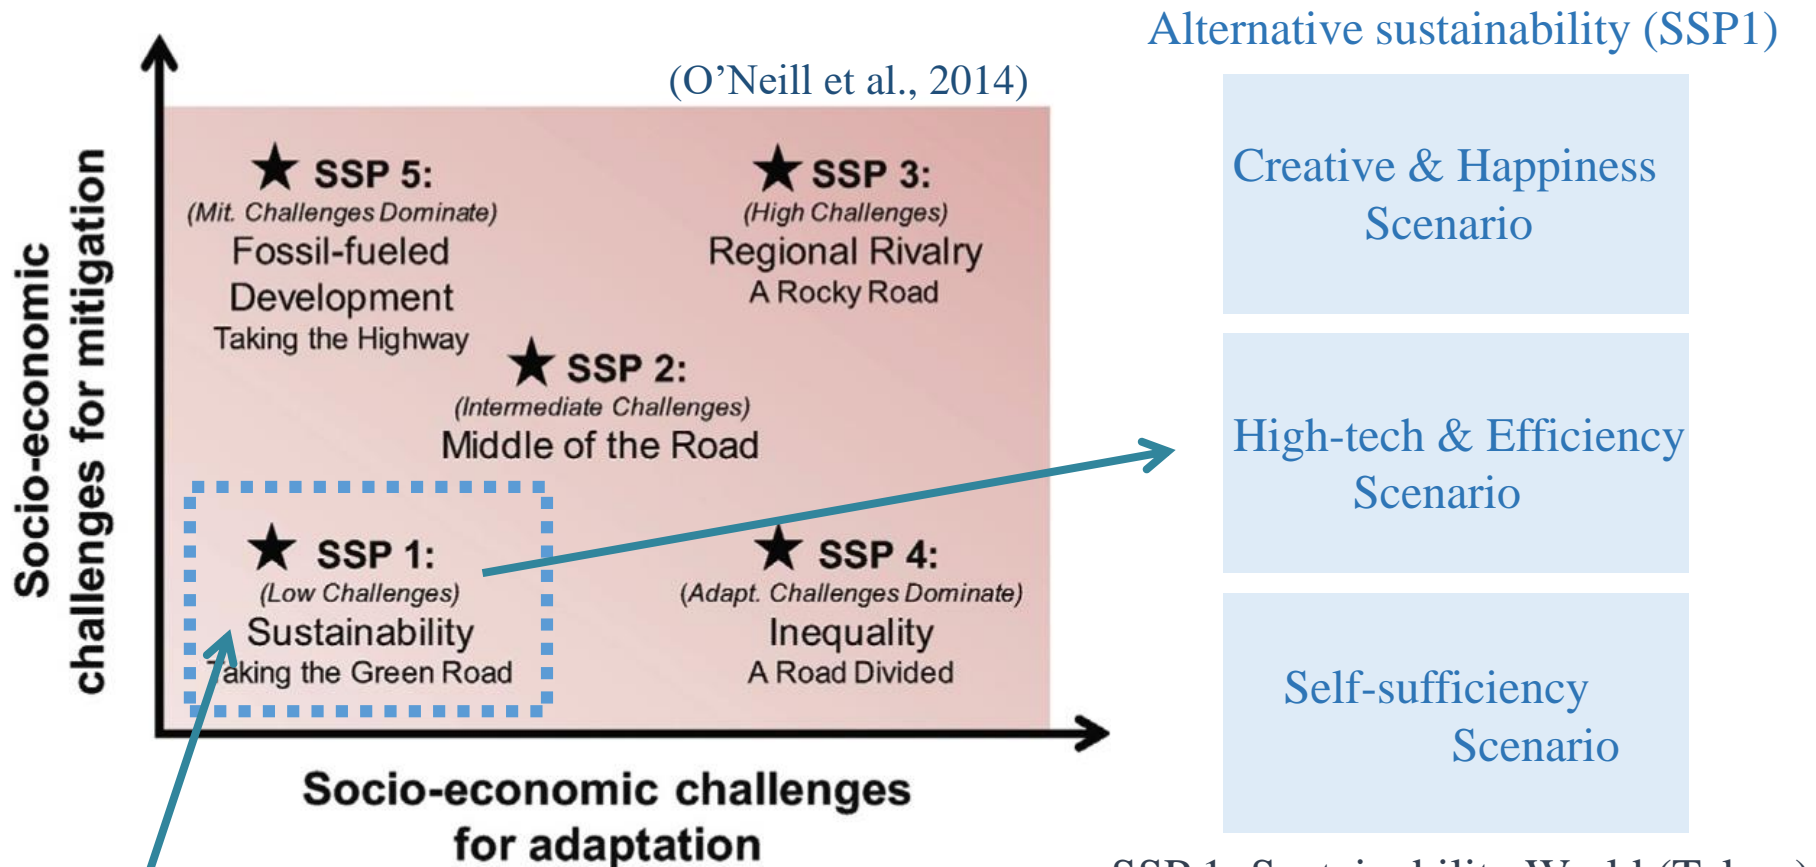 Alternative sustainability (SSP1)
(O’Neill et al., 2014)
Socio-economic
challenges for mitigation
SSP 5:
(Mit. Challenges Dominate)
Fossil-fueled
Development
Taking the Highway
SSP 3:
(High Challenges)
Regional Rivalry
A Rocky Road
SSP 2:
(Intermediate Challenges)
Middle of the Road
SSP 1:
(Low Challenges)
Sustainability
Taking the Green Road
SSP 4:
(Adapt. Challenges Dominate)
Inequality
A Road Divided
Socio-economic challenges
for adaptation
Creative & Happiness
Scenario
High-tech & Efficiency
Scenario
Self-sufficiency
Scenario